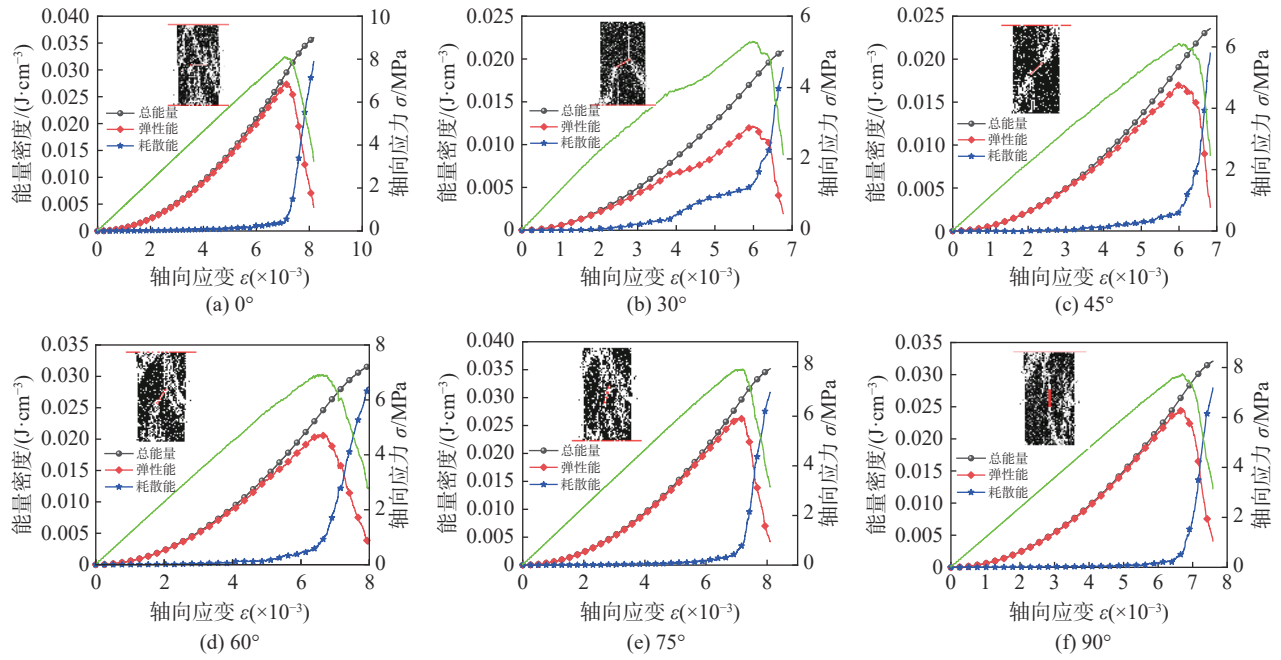 0.040
0.035
0.030
0.025
0.020
0.015
0.010
0.005
0
能量密度/(J·cm⁻³)
总能量
弹性能
耗散能
10
8
6
4
2
0
轴向应力 σ/MPa
0 2 4 6 8 10
轴向应变 ε(×10⁻³)
(a) 0°
0.025
0.020
0.015
0.010
0.005
0
能量密度/(J·cm⁻³)
总能量
弹性能
耗散能
6
4
2
0
轴向应力 σ/MPa
0 1 2 3 4 5 6 7
轴向应变 ε(×10⁻³)
(b) 30°
0.025
0.020
0.015
0.010
0.005
0
能量密度/(J·cm⁻³)
总能量
弹性能
耗散能
6
4
2
0
轴向应力 σ/MPa
0 1 2 3 4 5 6 7
轴向应变 ε(×10⁻³)
(c) 45°
0.035
0.030
0.025
0.020
0.015
0.010
0.005
0
能量密度/(J·cm⁻³)
总能量
弹性能
耗散能
8
6
4
2
0
轴向应力 σ/MPa
0 2 4 6 8
轴向应变 ε(×10⁻³)
(d) 60°
0.040
0.035
0.030
0.025
0.020
0.015
0.010
0.005
0
能量密度/(J·cm⁻³)
总能量
弹性能
耗散能
8
6
4
2
0
轴向应力 σ/MPa
0 2 4 6 8
轴向应变 ε(×10⁻³)
(e) 75°
0.035
0.030
0.025
0.020
0.015
0.010
0.005
0
能量密度/(J·cm⁻³)
总能量
弹性能
耗散能
8
6
4
2
0
轴向应力 σ/MPa
0 1 2 3 4 5 6 7 8
轴向应变 ε(×10⁻³)
(f) 90°